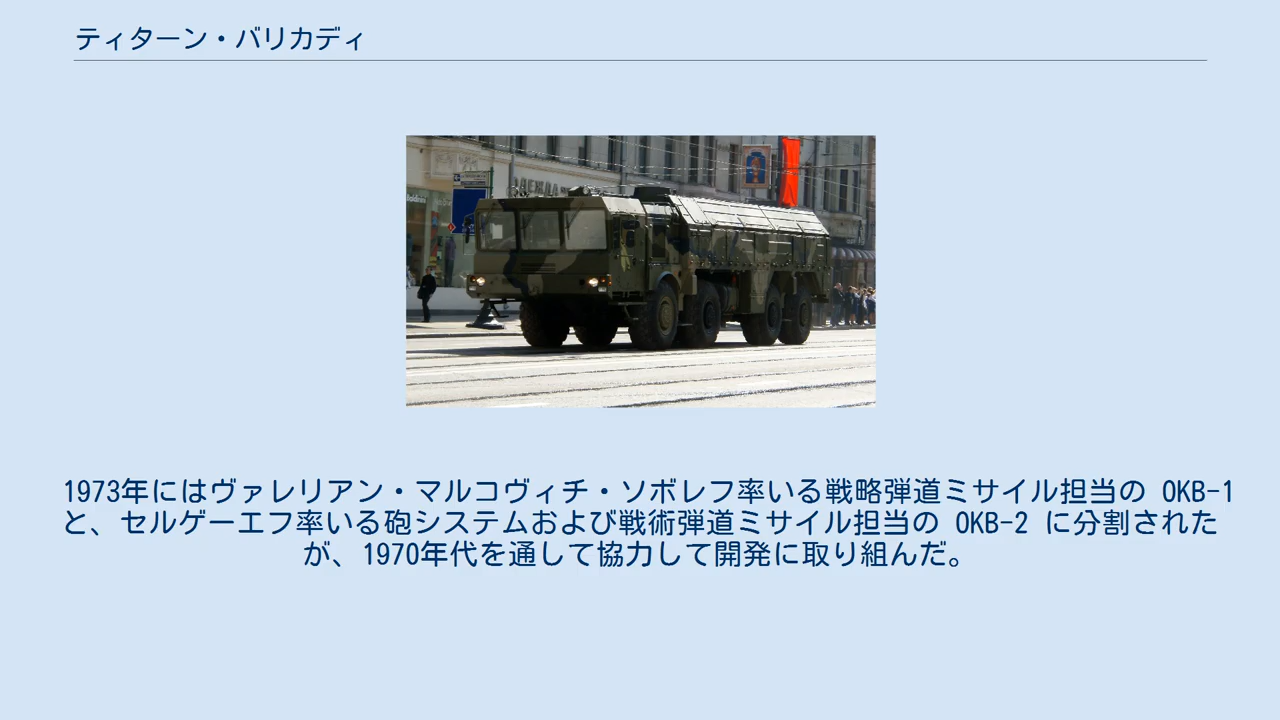 ティターン・バリカディ
1973年にはヴァレリアン・マルコヴィチ・ソボレフ率いる戦略弾道ミサイル担当の OKB-1
と、セルゲーエフ率いる砲システムおよび戦術弾道ミサイル担当の OKB-2 に分割された
が、1970年代を通して協力して開発に取り組んだ。